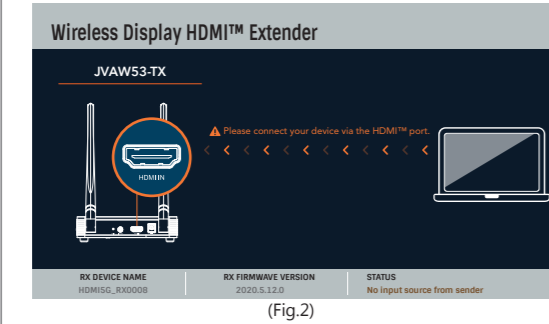 Wireless Display HDMI™ Extender
JVAW53-TX
Please connect your device via the HDMI™ port.
HDMI IN
RX DEVICE NAME
HDMI5G_RX0008
RX FIRMWAVE VERSION
2020.5.12.0
STATUS
No input source from sender
(Fig.2)